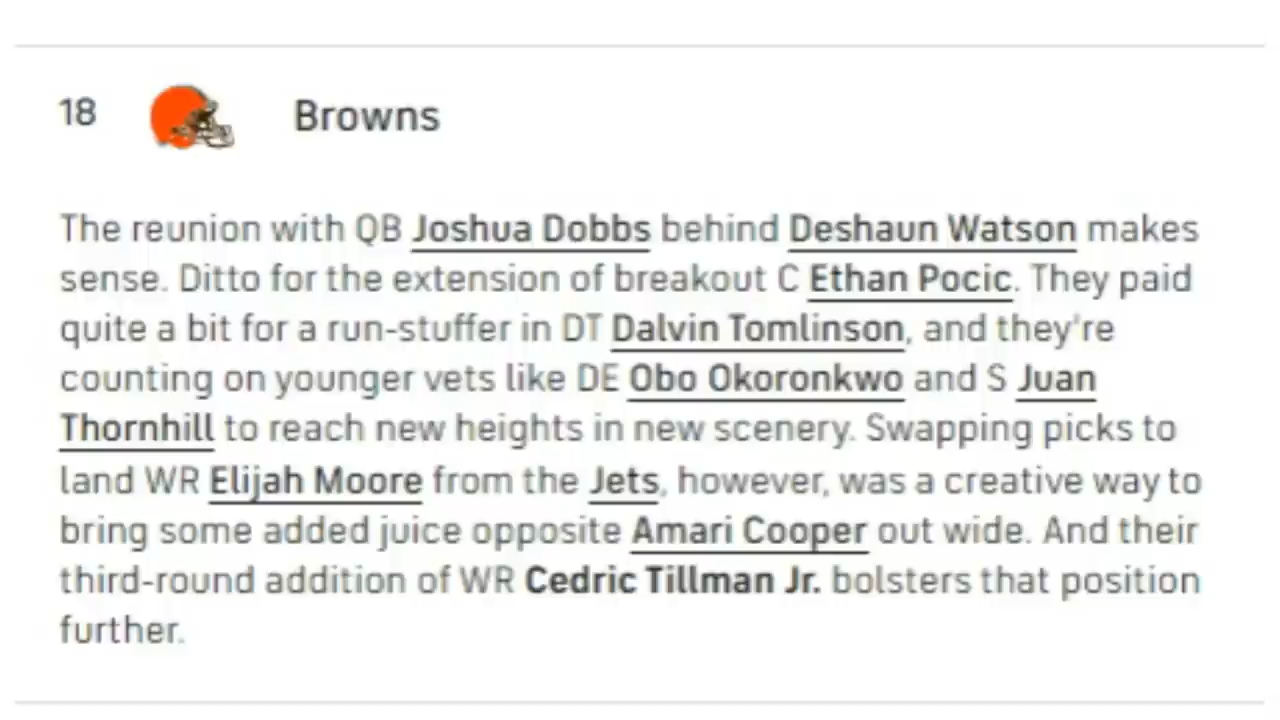 18 Browns
The reunion with QB Joshua Dobbs behind Deshaun Watson makes
sense. Ditto for the extension of breakout C Ethan Pocic. They paid
quite a bit for a run-stuffer in DT Dalvin Tomlinson, and they're
counting on younger vets like DE Obo Okoronkwo and S Juan
Thornhill to reach new heights in new scenery. Swapping picks to
land WR Elijah Moore from the Jets, however, was a creative way to
bring some added juice opposite Amari Cooper out wide. And their
third-round addition of WR Cedric Tillman Jr. bolsters that position
further.